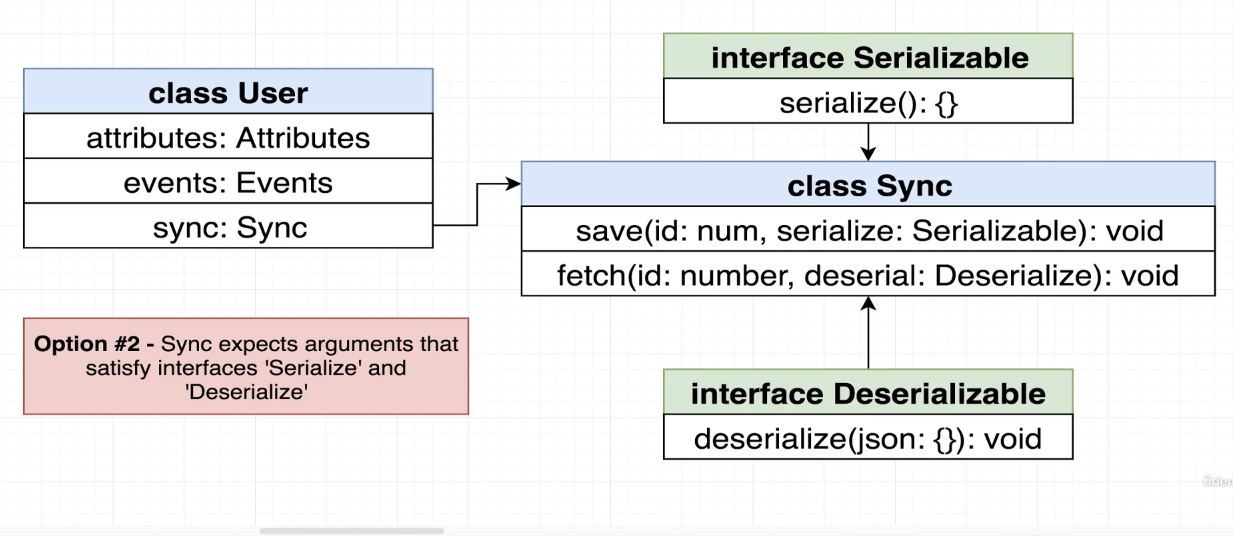 class User
attributes: Attributes
events: Events
sync: Sync
interface Serializable
serialize(): {}
class Sync
save(id: num, serialize: Serializable): void
fetch(id: number, deserial: Deserialize): void
Option #2 - Sync expects arguments that
satisfy interfaces 'Serialize' and
'Deserialize'
interface Deserializable
deserialize(json: {}): void